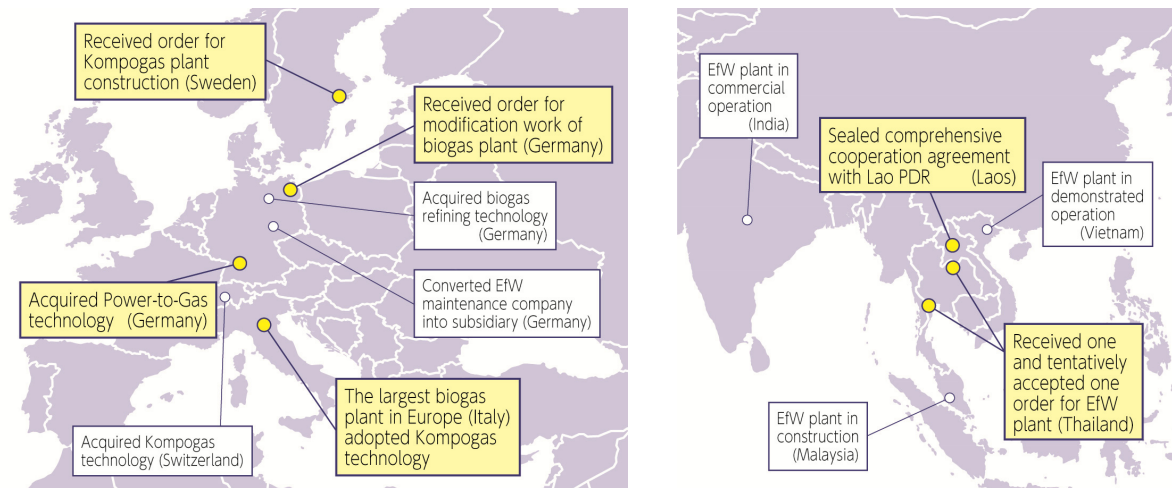 Received order for
Kompogas plant
construction (Sweden)
Received order for
modification work of
biogas plant (Germany)
Acquired biogas
refining technology
(Germany)
Converted EfW
maintenance company
into subsidiary (Germany)
Acquired Power-to-Gas
technology (Germany)
The largest biogas
plant in Europe (Italy)
adopted Kompogas
technology
Acquired Kompogas
technology (Switzerland)
EfW plant in
commercial
operation
(India)
Sealed comprehensive
cooperation agreement
with Lao PDR (Laos)
EfW plant in
demonstrated
operation
(Vietnam)
Received one
and tentatively
accepted one
order for EfW
plant (Thailand)
EfW plant in
construction
(Malaysia)